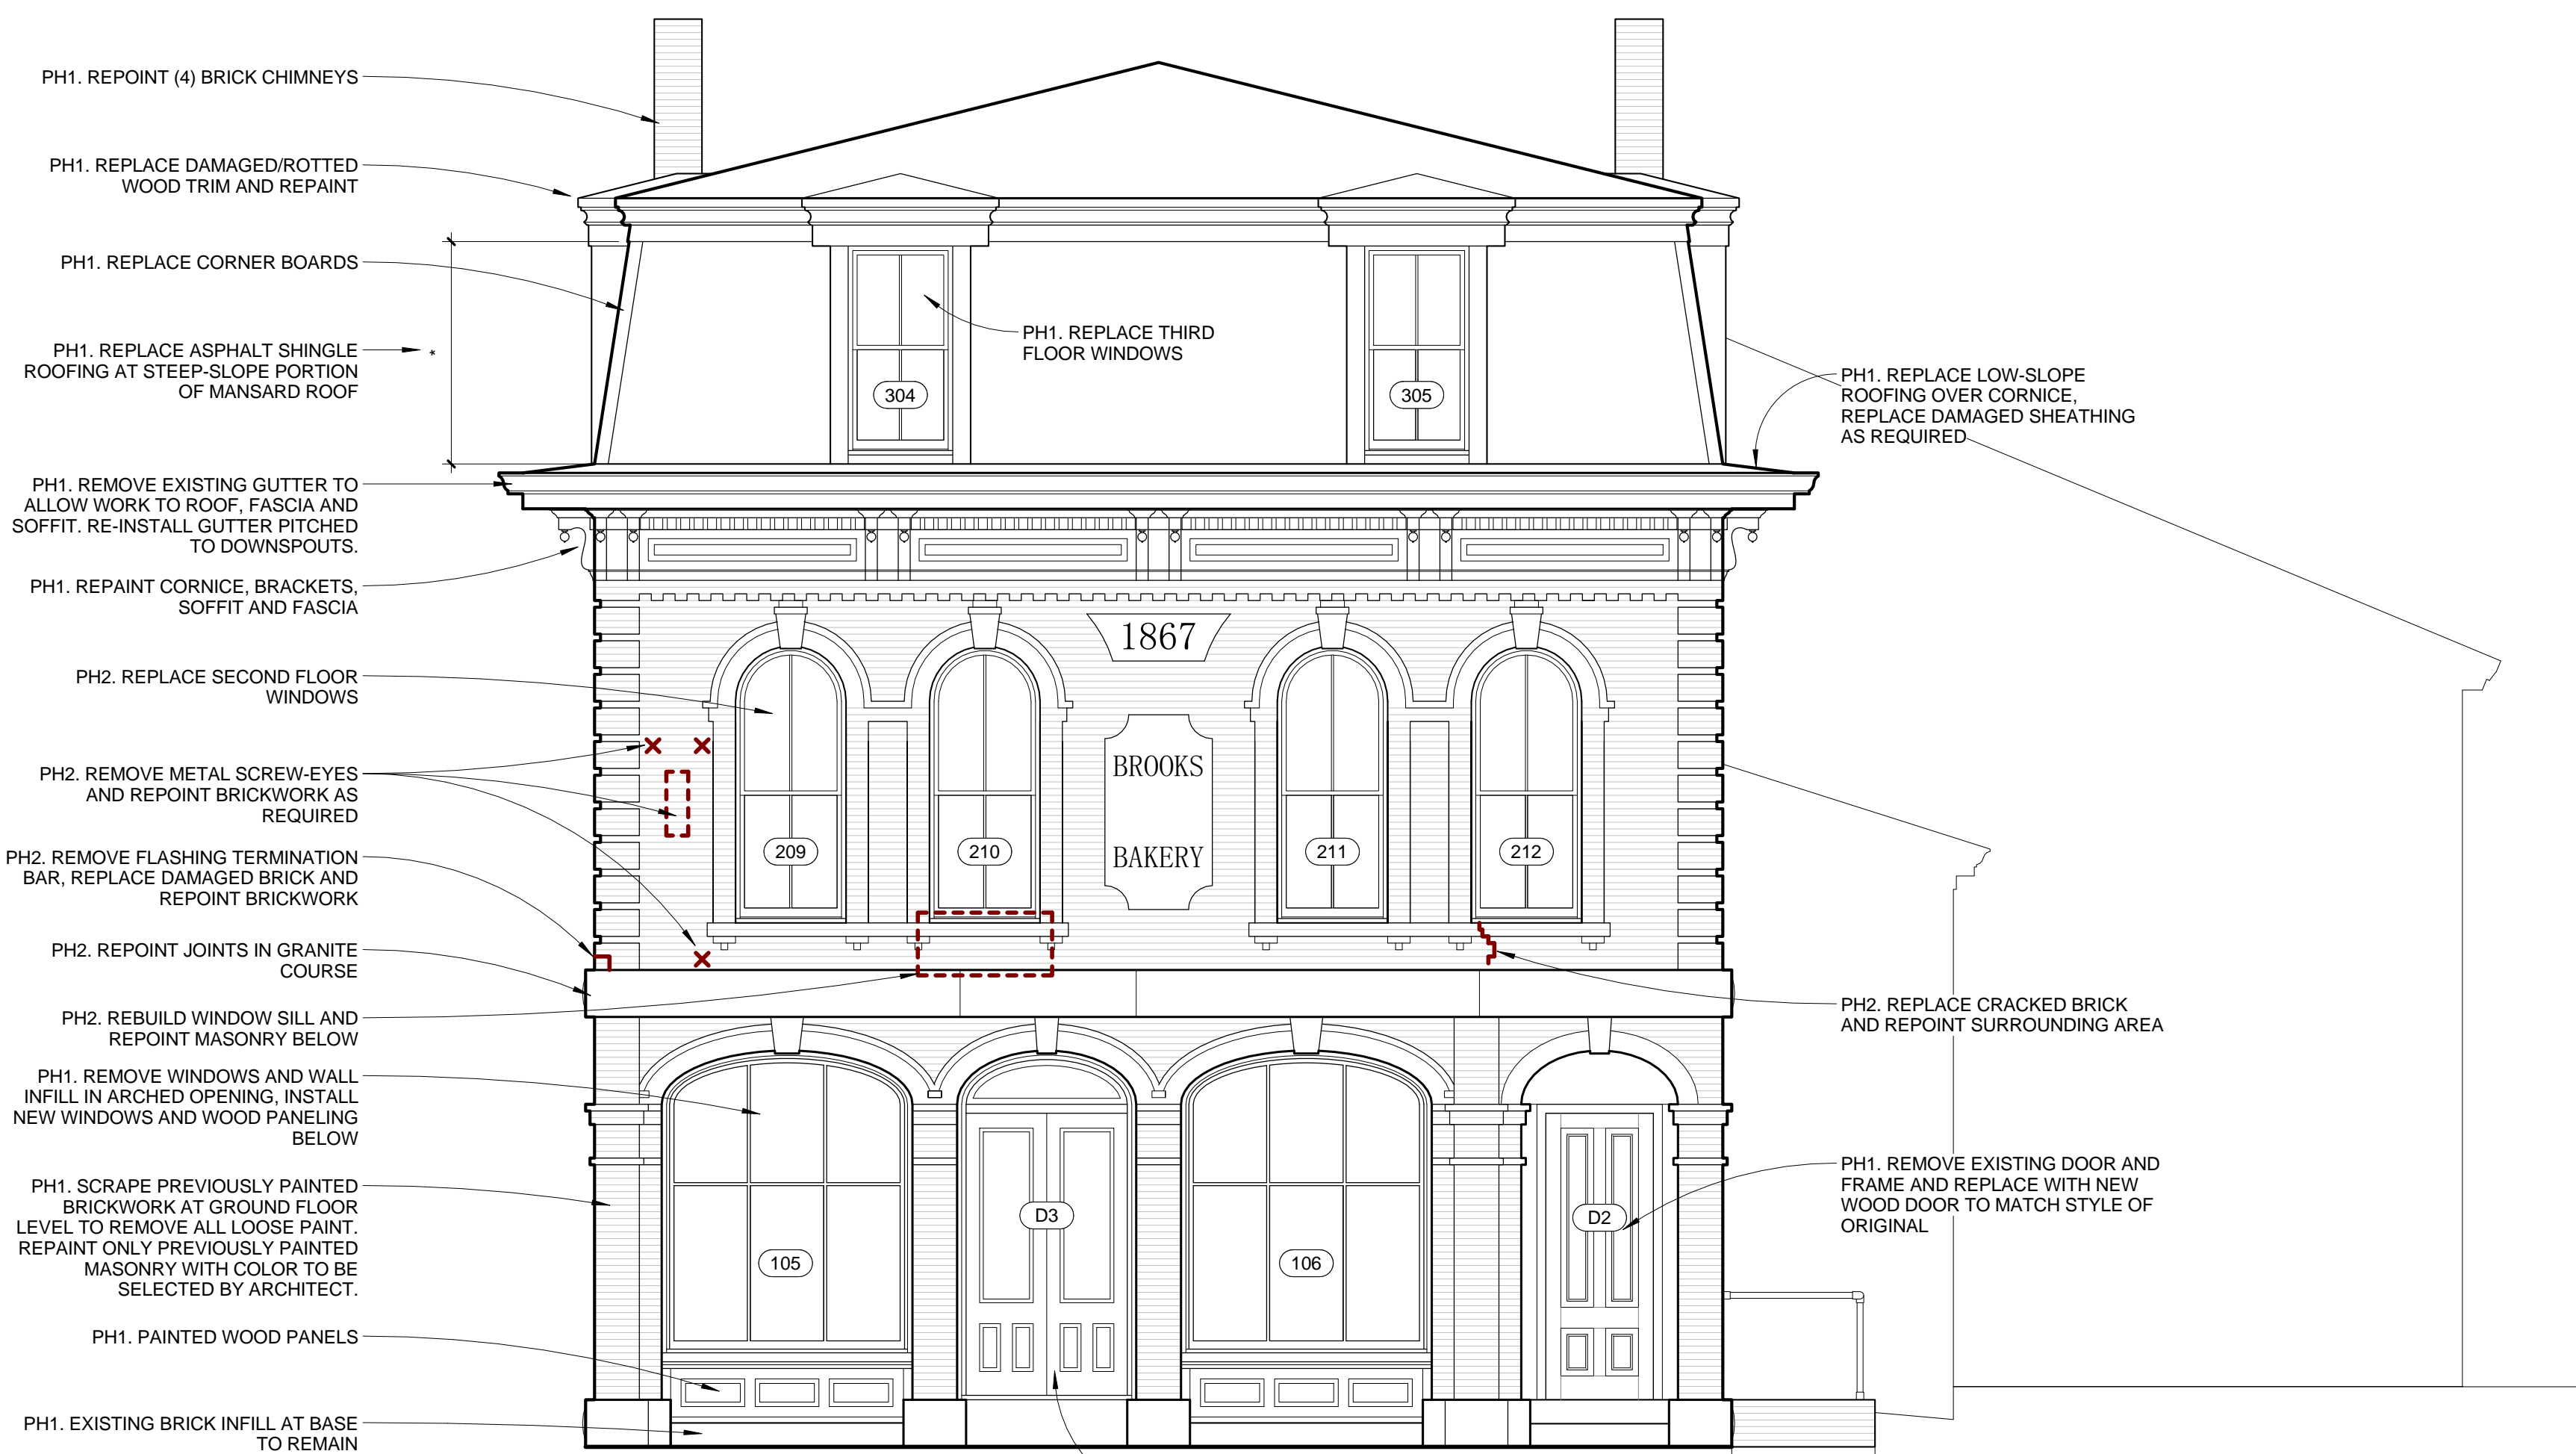 PH1. REPOINT (4) BRICK CHIMNEYS
PH1. REPLACE DAMAGED/ROTTED
WOOD TRIM AND REPAINT
PH1. REPLACE CORNER BOARDS
PH1. REPLACE ASPHALT SHINGLE
ROOFING AT STEEP-SLOPE PORTION
OF MANSARD ROOF
*
PH1. REMOVE EXISTING GUTTER TO
ALLOW WORK TO ROOF, FASCIA AND
SOFFIT. RE-INSTALL GUTTER PITCHED
TO DOWNSPOUTS.
PH1. REPAINT CORNICE, BRACKETS,
SOFFIT AND FASCIA
PH2. REPLACE SECOND FLOOR
WINDOWS
PH2. REMOVE METAL SCREW-EYES
AND REPOINT BRICKWORK AS
REQUIRED
PH2. REMOVE FLASHING TERMINATION
BAR, REPLACE DAMAGED BRICK AND
REPOINT BRICKWORK
PH2. REPOINT JOINTS IN GRANITE
COURSE
PH2. REBUILD WINDOW SILL AND
REPOINT MASONRY BELOW
PH1. REMOVE WINDOWS AND WALL
INFILL IN ARCHED OPENING, INSTALL
NEW WINDOWS AND WOOD PANELING
BELOW
PH1. SCRAPE PREVIOUSLY PAINTED
BRICKWORK AT GROUND FLOOR
LEVEL TO REMOVE ALL LOOSE PAINT.
REPAINT ONLY PREVIOUSLY PAINTED
MASONRY WITH COLOR TO BE
SELECTED BY ARCHITECT.
PH1. PAINTED WOOD PANELS
PH1. EXISTING BRICK INFILL AT BASE
TO REMAIN
PH1. REPLACE THIRD
FLOOR WINDOWS
304
305
1867
BROOKS
BAKERY
209
210
211
212
D3
D2
105
106
PH1. REPLACE LOW-SLOPE
ROOFING OVER CORNICE,
REPLACE DAMAGED SHEATHING
AS REQUIRED
PH2. REPLACE CRACKED BRICK
AND REPOINT SURROUNDING AREA
PH1. REMOVE EXISTING DOOR AND
FRAME AND REPLACE WITH NEW
WOOD DOOR TO MATCH STYLE OF
ORIGINAL